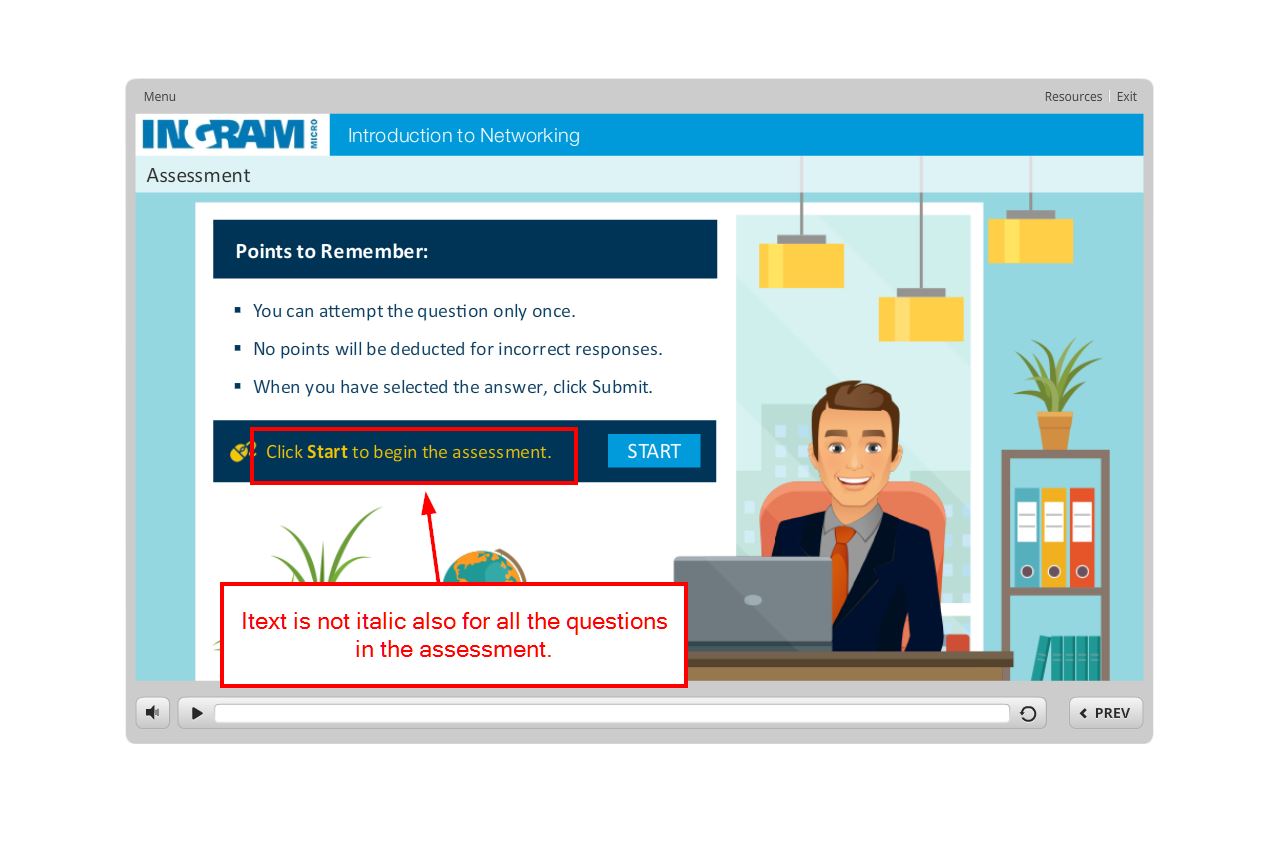 Menu
Resources
Exit
INGRAM MICRO
Introduction to Networking
Assessment
Points to Remember:
▪ You can attempt the question only once.
▪ No points will be deducted for incorrect responses.
▪ When you have selected the answer, click Submit.
Click Start to begin the assessment.
START
Itext is not italic also for all the questions
in the assessment.
PREV